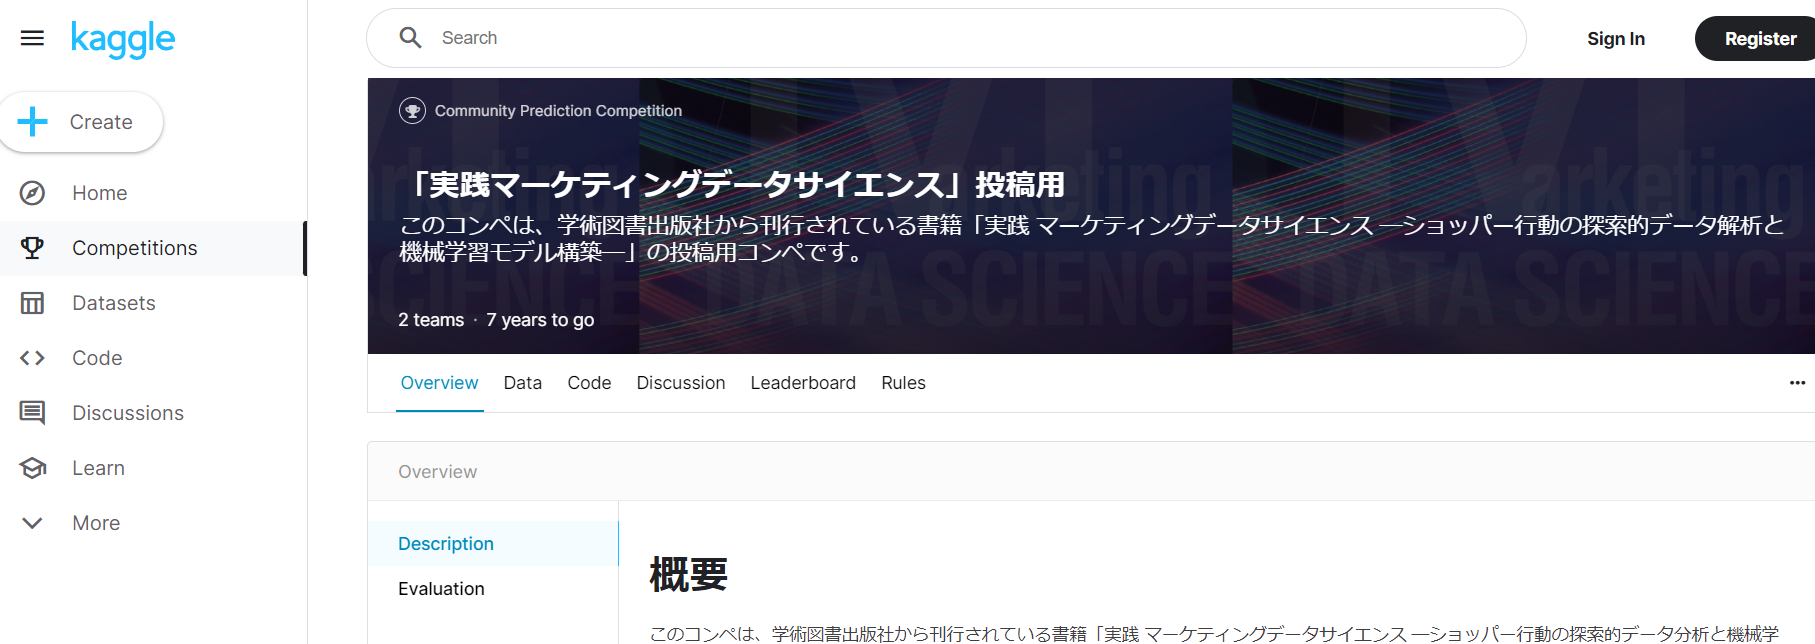 kaggle
Search
Sign In
Register
Create
Home
Competitions
Datasets
Code
Discussions
Learn
More
Community Prediction Competition
「実践マーケティングデータサイエンス」投稿用
このコンペは、学術図書出版社から刊行されている書籍「実践 マーケティングデータサイエンス ―ショッパー行動の探索的データ解析と
機械学習モデル構築―」の投稿用コンペです。
2 teams · 7 years to go
arketing
arketing
SCIENCE
DATA SCIENCE
DATA SCIENCE
Overview
Data
Code
Discussion
Leaderboard
Rules
Overview
Description
Evaluation
概要
このコンペは、学術図書出版社から刊行されている書籍「実践 マーケティングデータサイエンス ―ショッパー行動の探索的データ分析と機械学